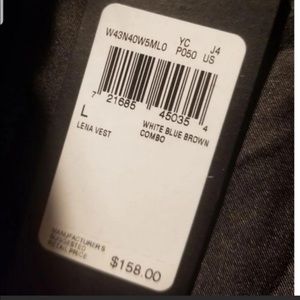 W43N40W5ML0 YC J4
P050 US
7 21685 45035 4
L WHITE BLUE BROWN
LENA VEST COMBO
MANUFACTURER'S
SUGGESTED
RETAIL PRICE $158.00